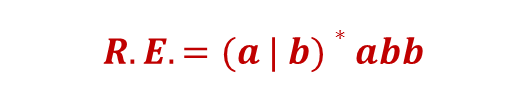 R. E. = (a | b)* abb